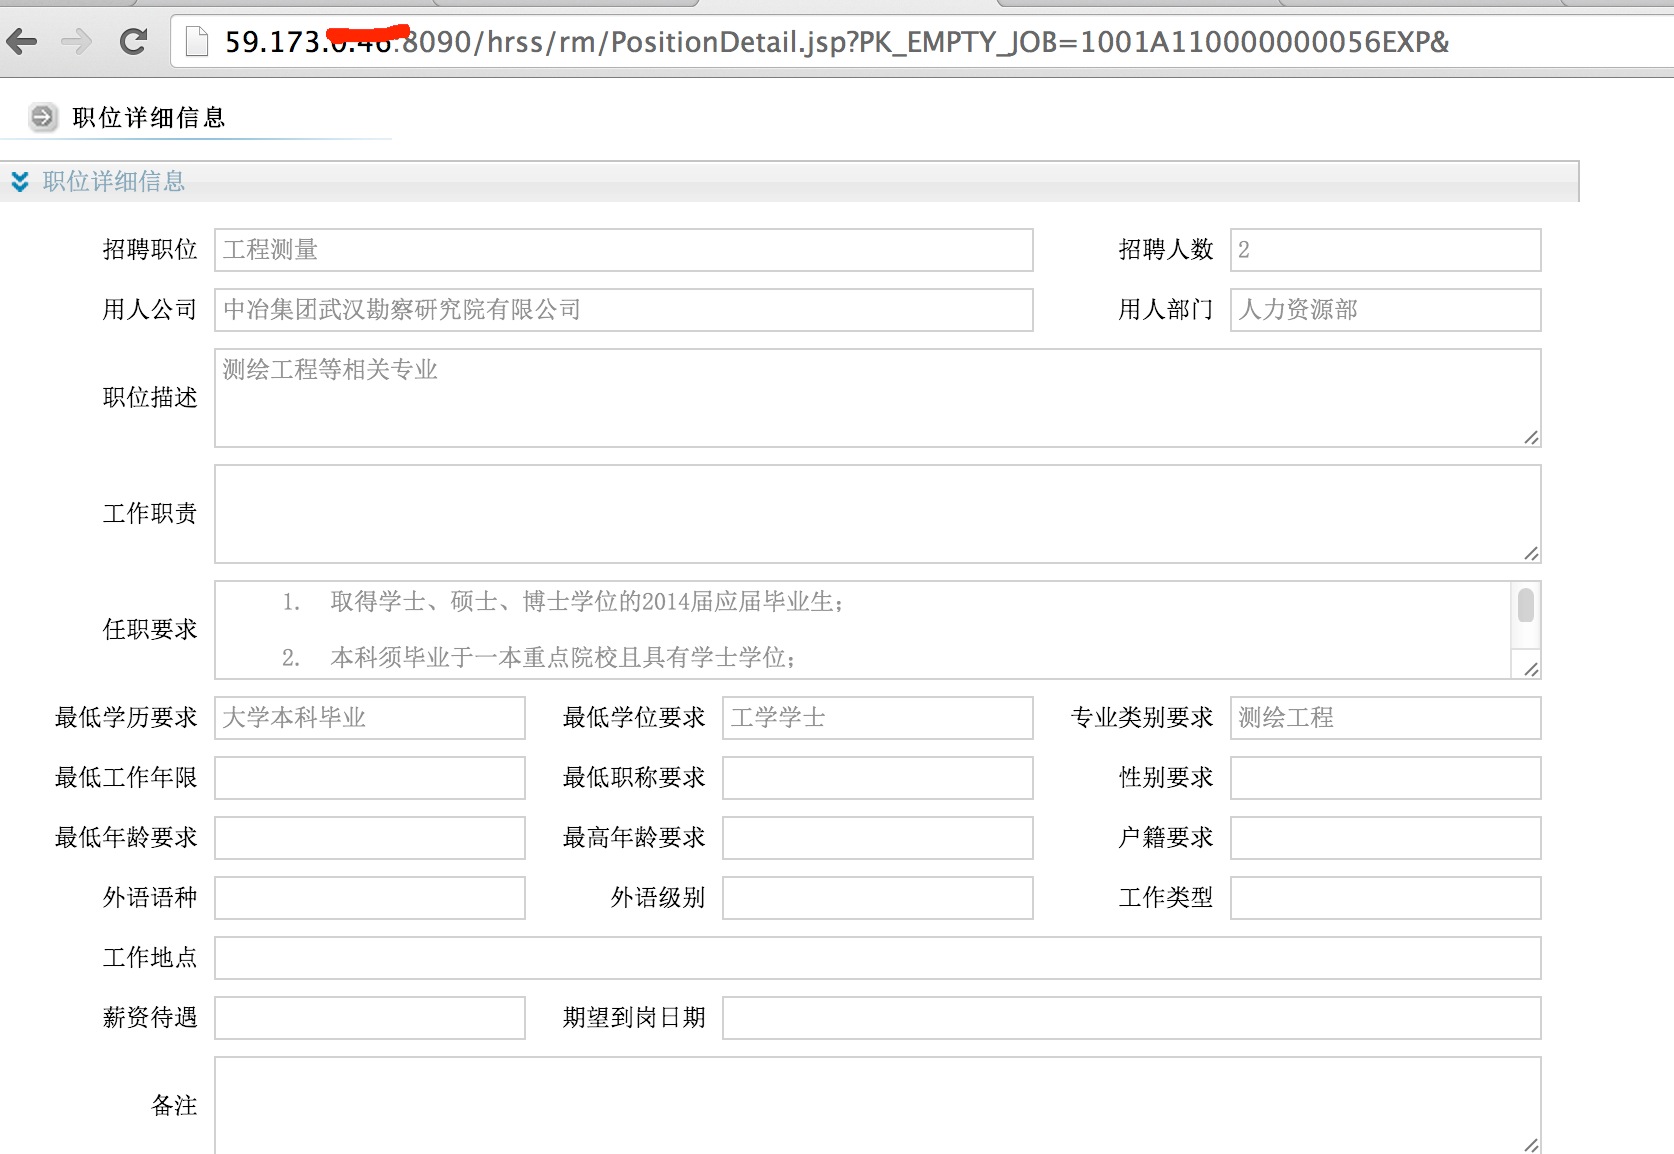 59.173.      :8090/hrss/rm/PositionDetail.jsp?PK_EMPTY_JOB=1001A110000000056EXP&
职位详细信息
职位详细信息
招聘职位 工程测量 招聘人数 2
用人公司 中冶集团武汉勘察研究院有限公司 用人部门 人力资源部
职位描述 测绘工程等相关专业
工作职责
任职要求 1. 取得学士、硕士、博士学位的2014届应届毕业生；
2. 本科须毕业于一本重点院校且具有学士学位；
最低学历要求 大学本科毕业 最低学位要求 工学学士 专业类别要求 测绘工程
最低工作年限 最低职称要求 性别要求
最低年龄要求 最高年龄要求 户籍要求
外语语种 外语级别 工作类型
工作地点
薪资待遇 期望到岗日期
备注